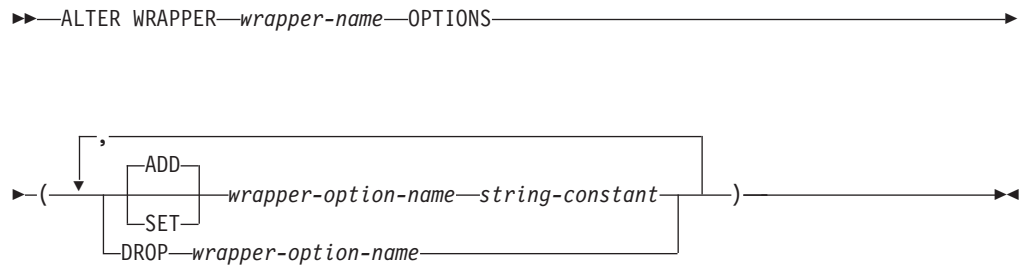 ALTER WRAPPER wrapper-name OPTIONS
,
ADD
( wrapper-option-name string-constant )
SET
DROP wrapper-option-name